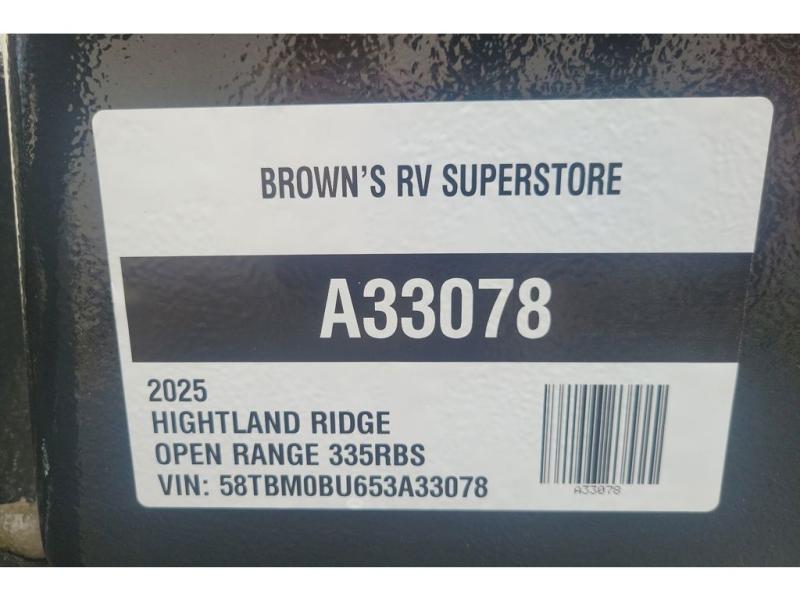 BROWN'S RV SUPERSTORE
A33078
2025
HIGHTLAND RIDGE
OPEN RANGE 335RBS
VIN: 58TBM0BU653A33078
A33078